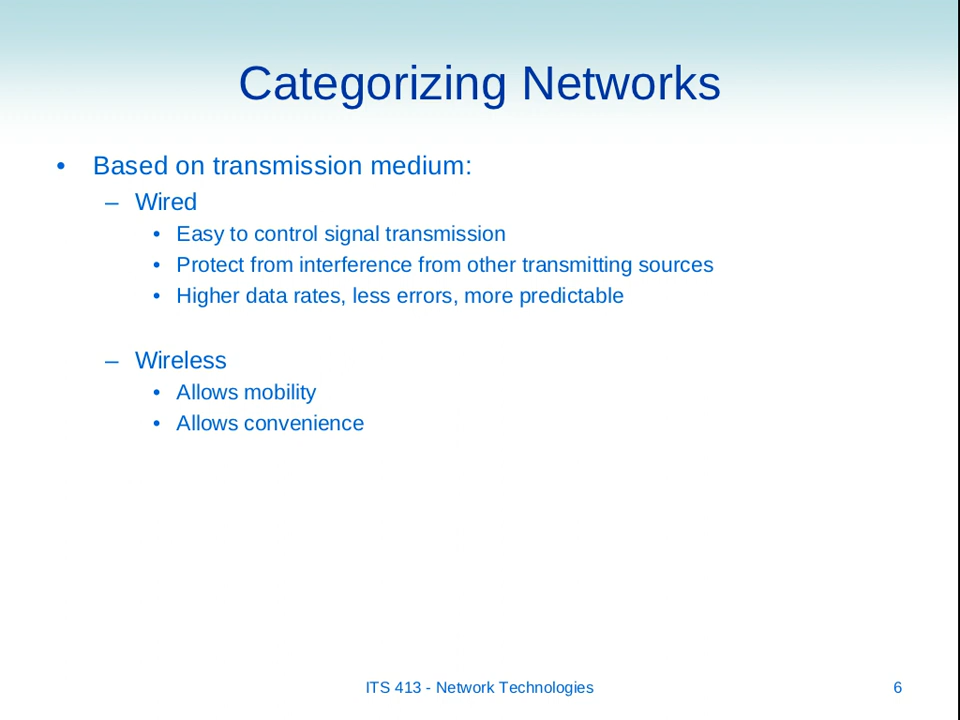 Categorizing Networks
• Based on transmission medium:
– Wired
• Easy to control signal transmission
• Protect from interference from other transmitting sources
• Higher data rates, less errors, more predictable
– Wireless
• Allows mobility
• Allows convenience
ITS 413 - Network Technologies 6